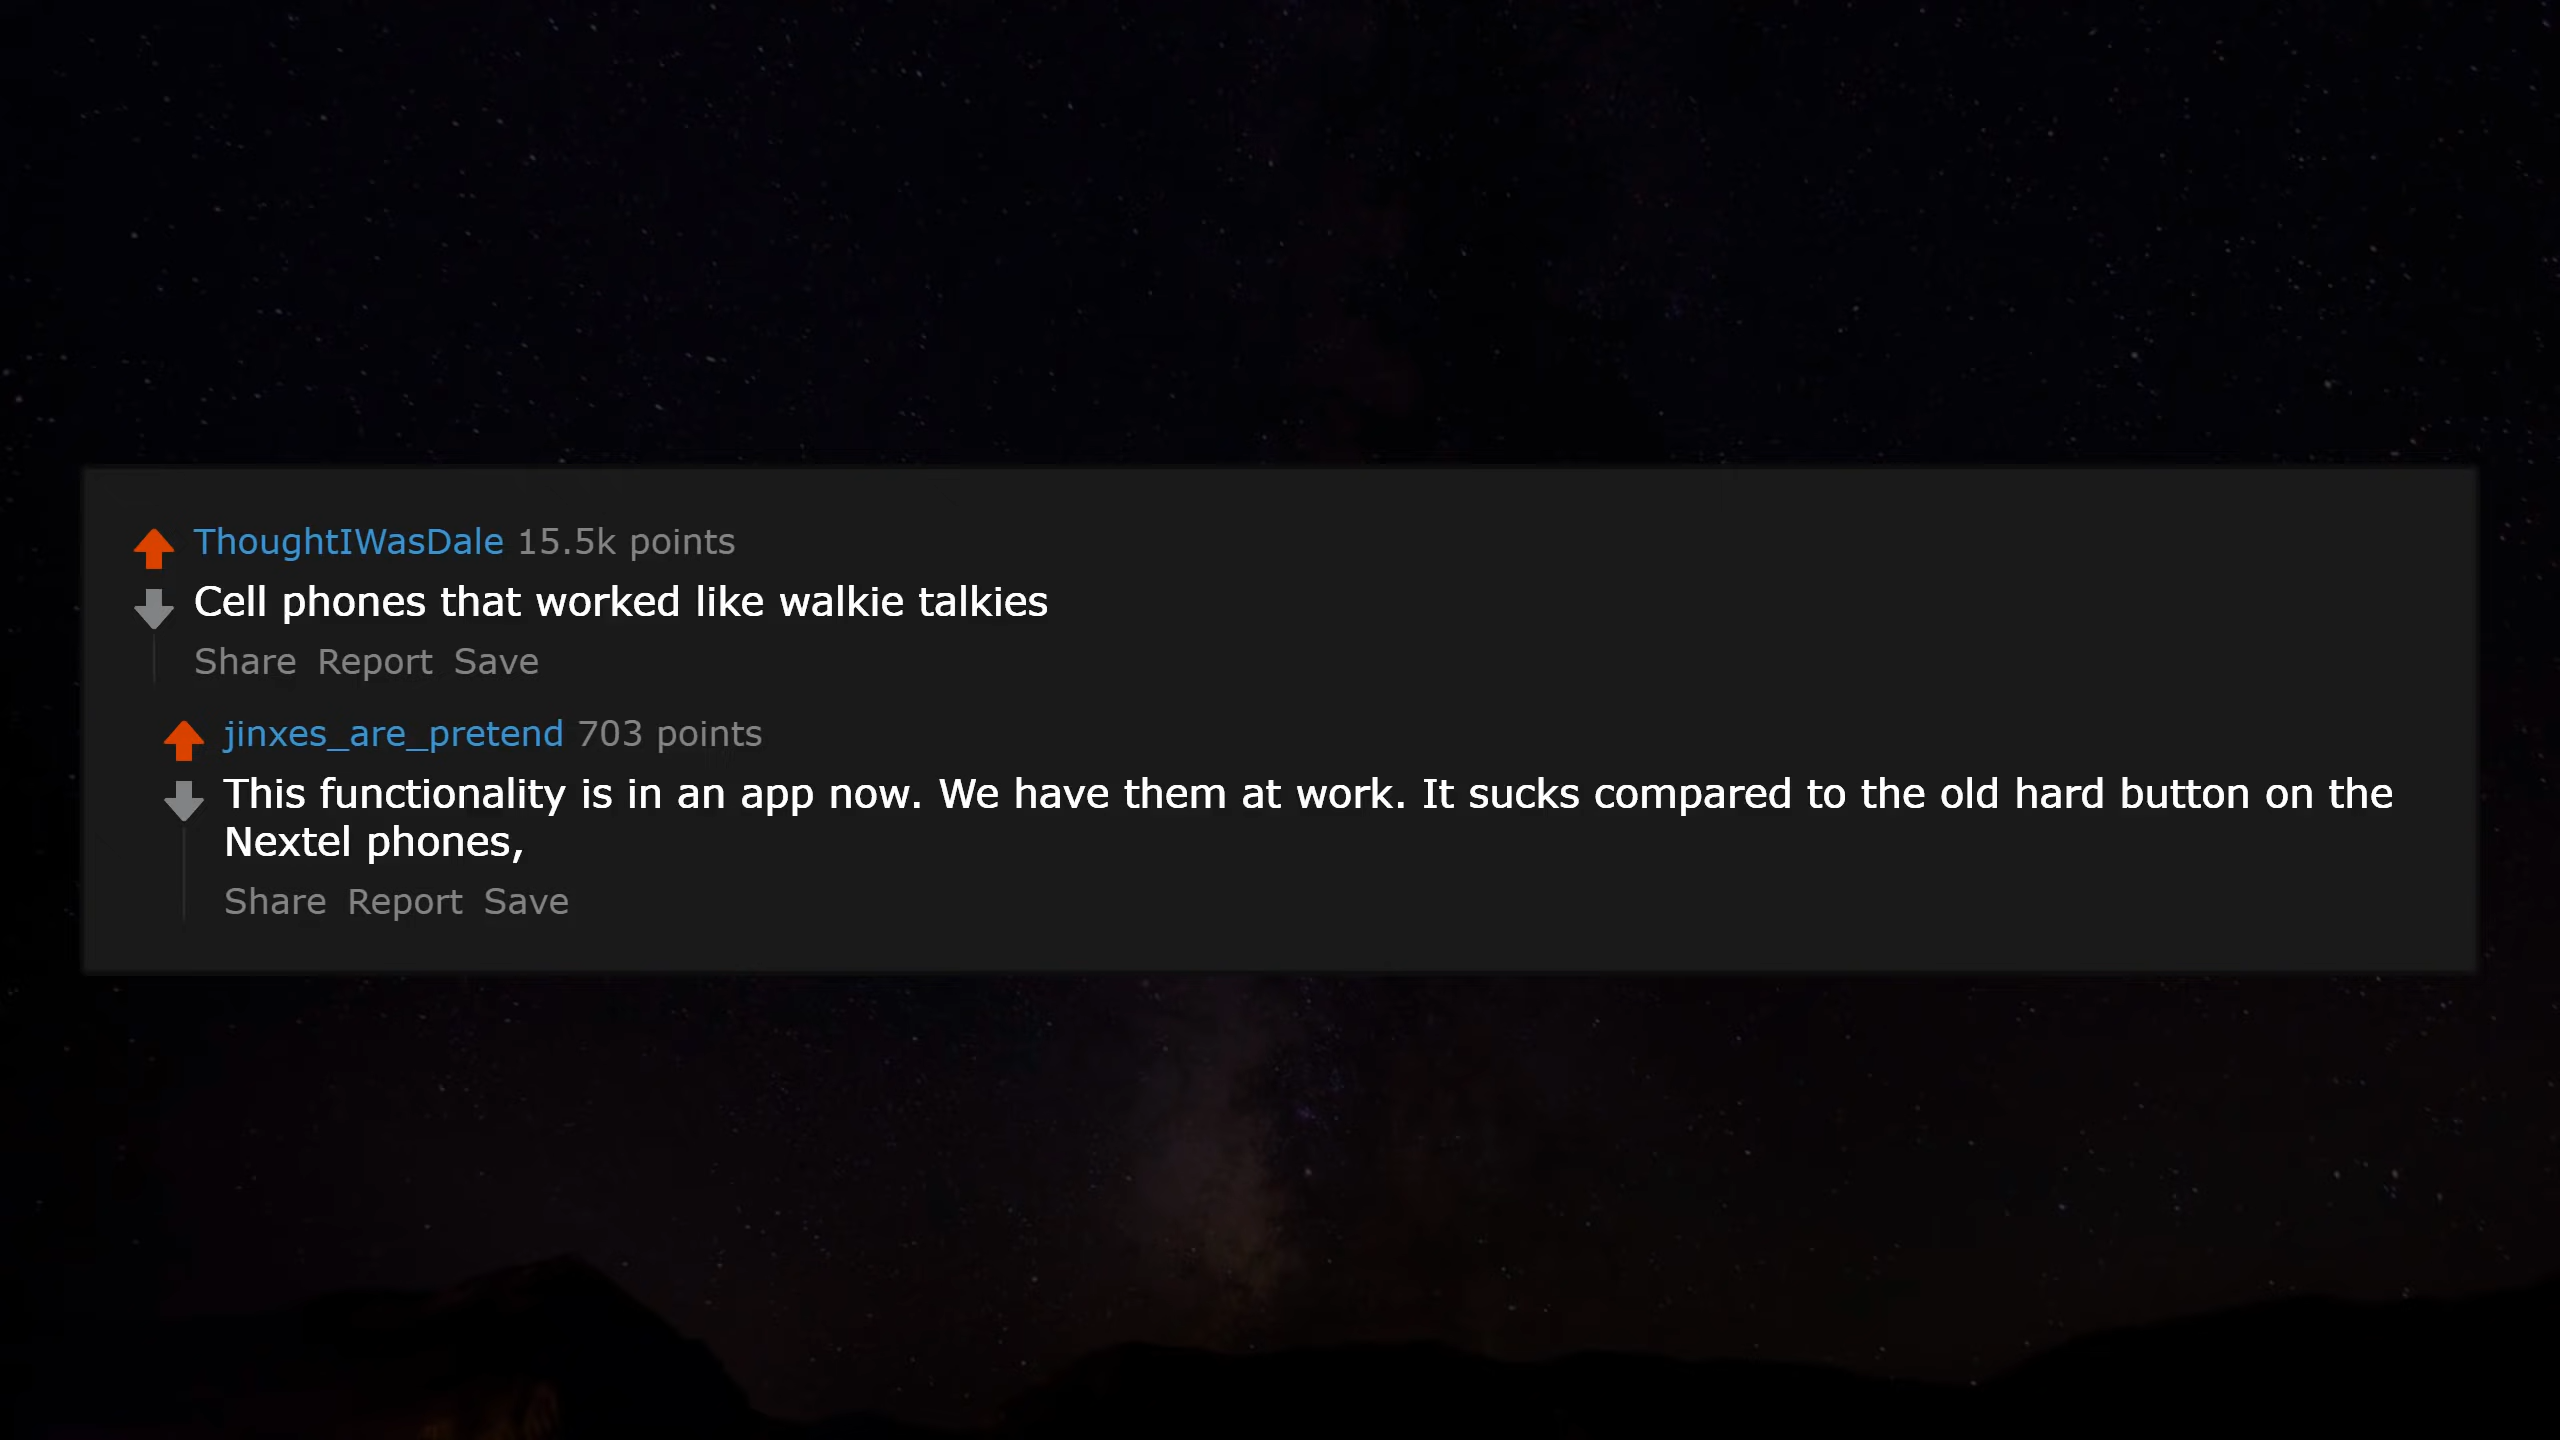 ThoughtIWasDale 15.5k points
Cell phones that worked like walkie talkies
Share Report Save
jinxes_are_pretend 703 points
This functionality is in an app now. We have them at work. It sucks compared to the old hard button on the
Nextel phones,
Share Report Save